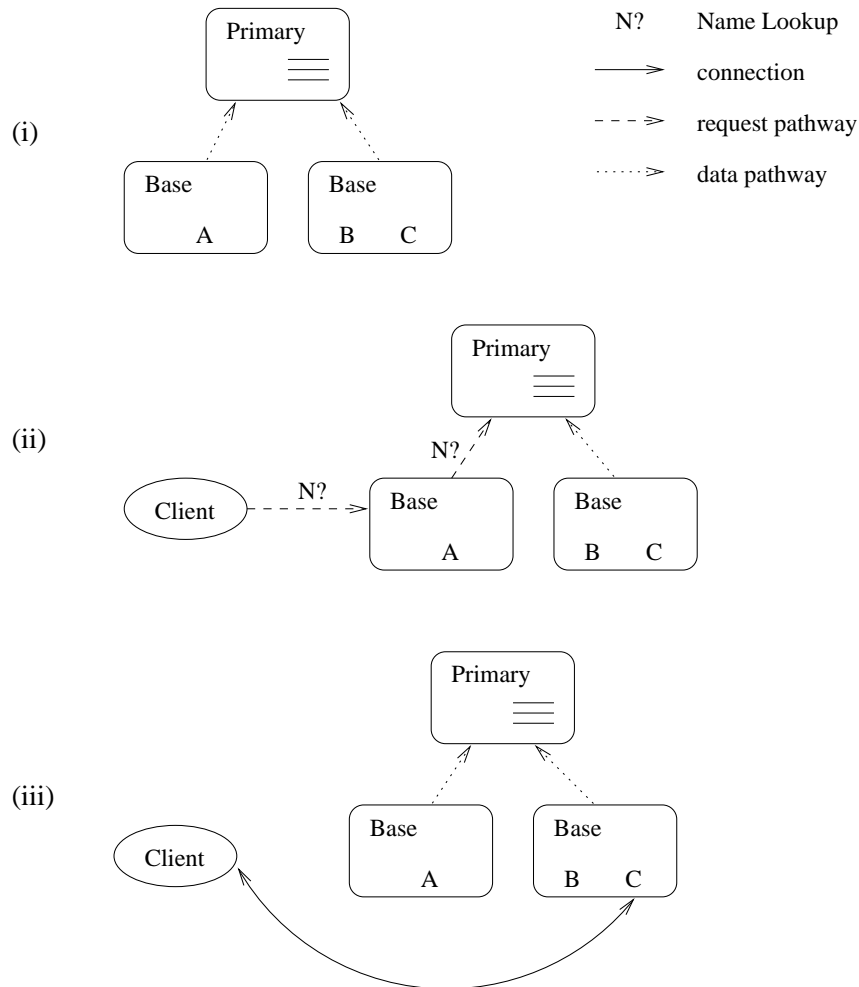 Primary
N? Name Lookup
connection
request pathway
data pathway
(i)
Base
A
Base
B C
Primary
(ii)
N?
N?
Client
Base
A
Base
B C
Primary
(iii)
Base
A
Base
B C
Client